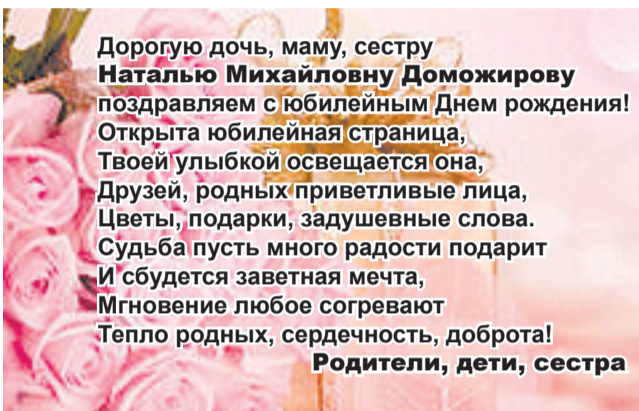 Дорогую дочь, маму, сестру
Наталью Михайловну Доможирову
поздравляем с юбилейным Днем рождения!
Открыта юбилейная страница,
Твоей улыбкой освещается она,
Друзей, родных приветливые лица,
Цветы, подарки, задушевные слова.
Судьба пусть много радости подарит
И сбудется заветная мечта,
Мгновение любое согревают
Тепло родных, сердечность, доброта!
Родители, дети, сестра